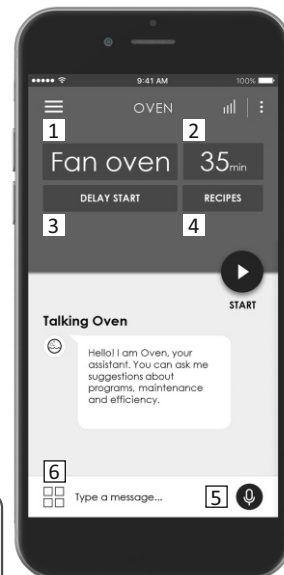 9:41 AM 100%
OVEN
1 2
Fan oven 35min
DELAY START RECIPES
3 4
START
Talking Oven
Hello! I am Oven, your
assistant. You can ask me
suggestions about
programs, maintenance
and efficiency.
6
Type a message... 5